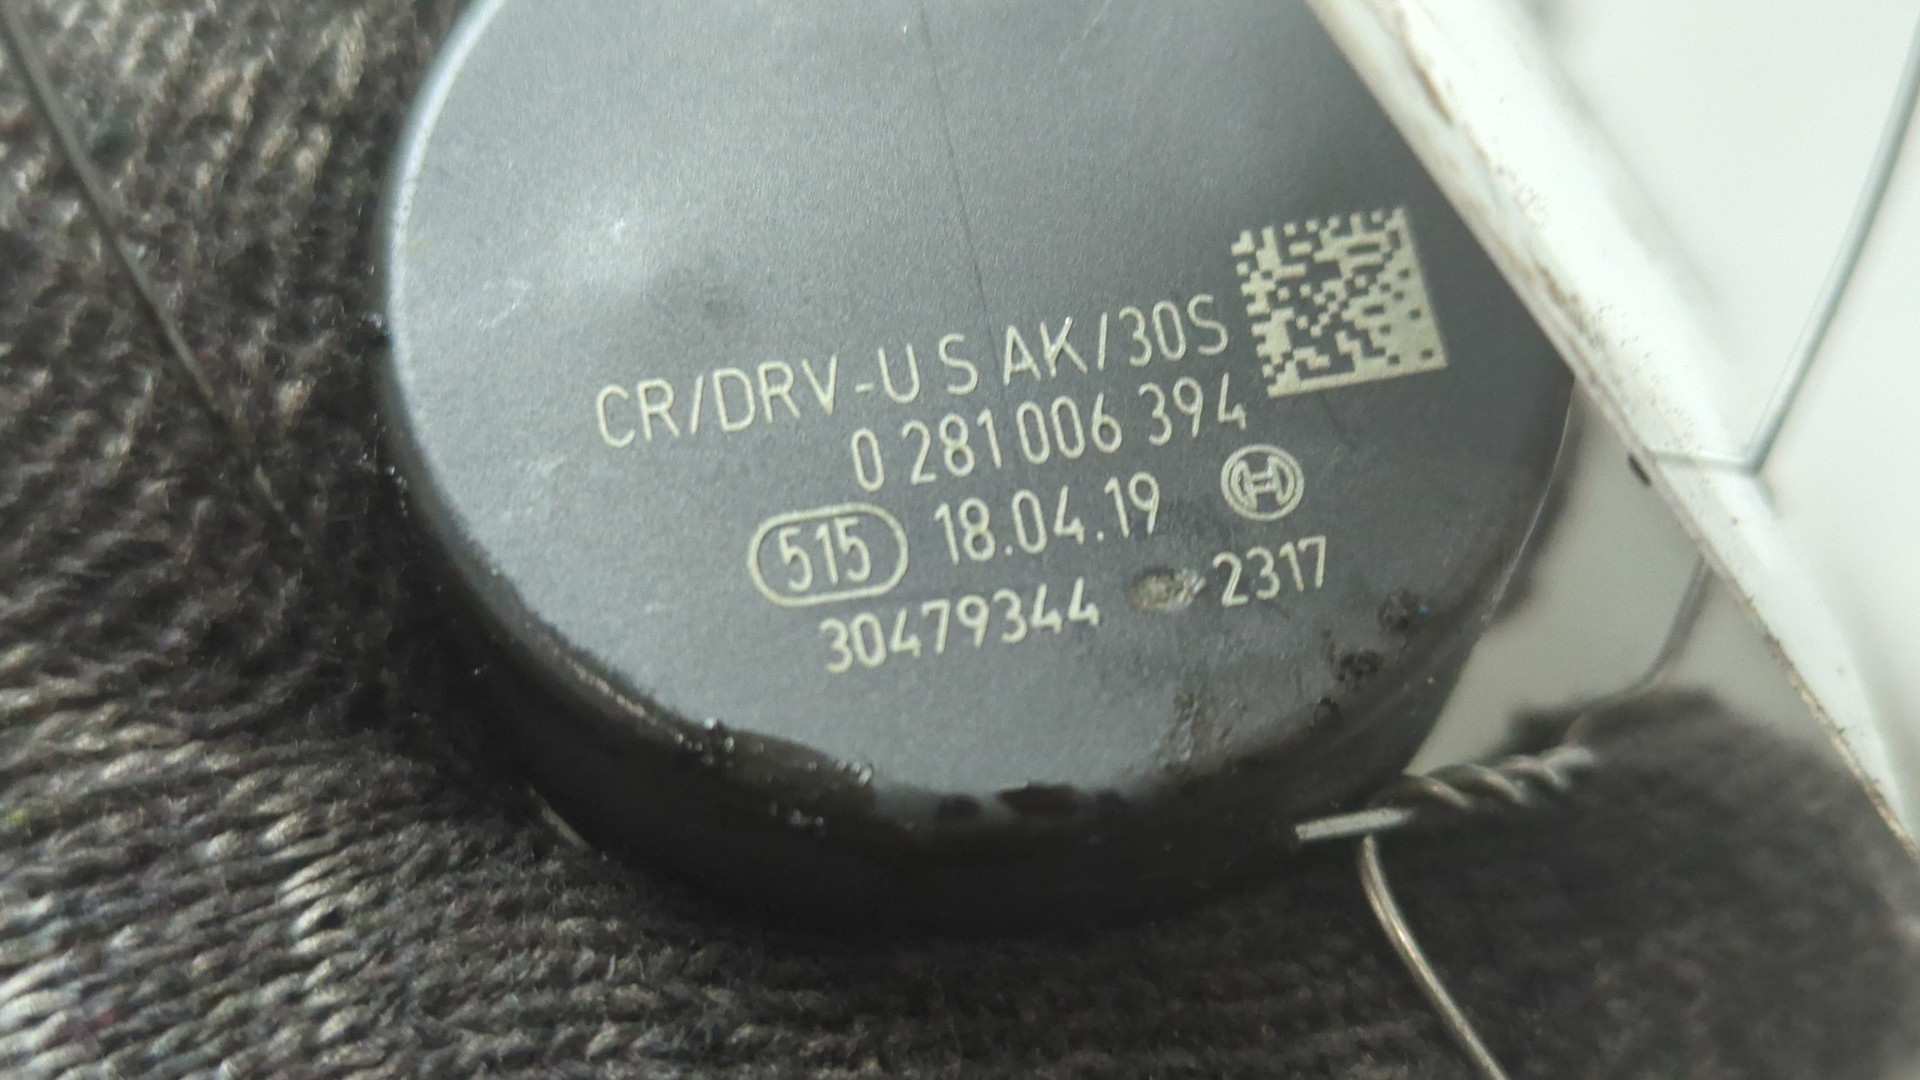 CR/DRV-U S AK/30S
0 281 006 394
515 18.04.19
30479344 2317